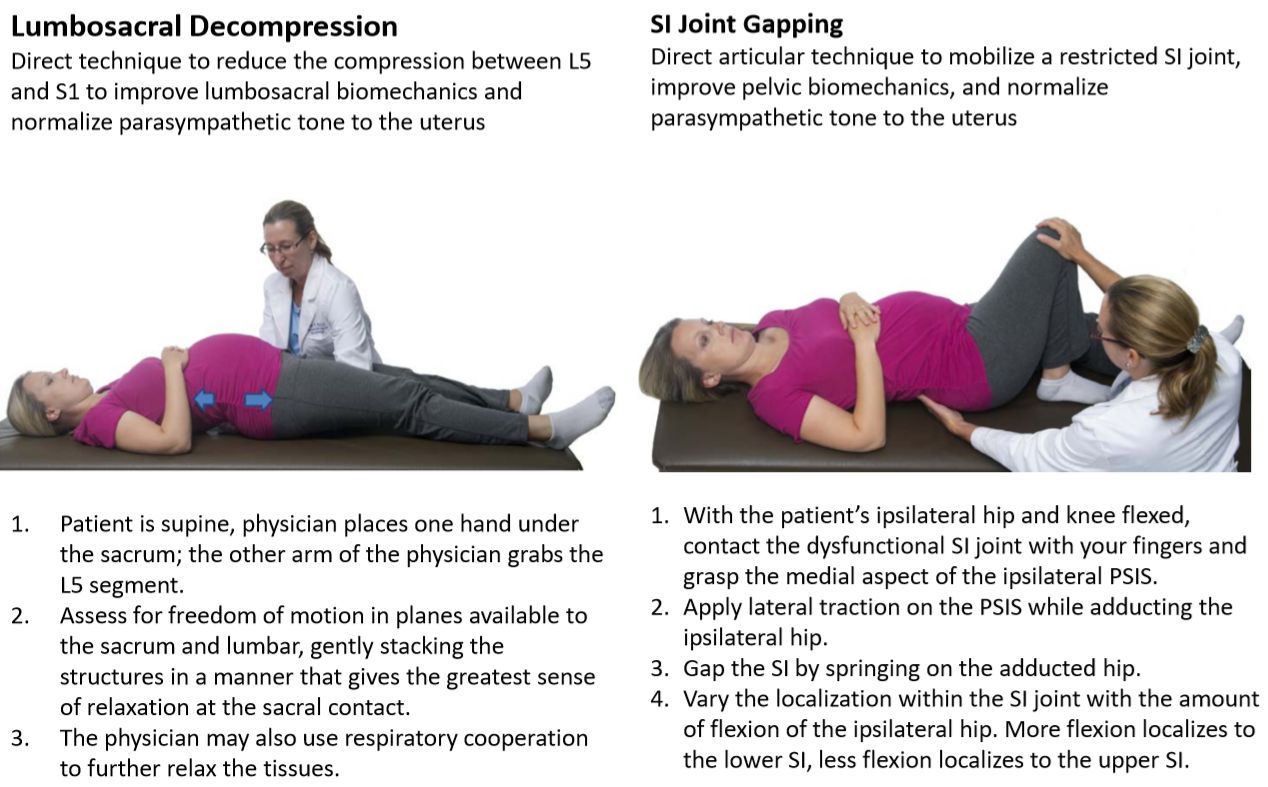 Lumbosacral Decompression
Direct technique to reduce the compression between L5
and S1 to improve lumbosacral biomechanics and
normalize parasympathetic tone to the uterus
1. Patient is supine, physician places one hand under
the sacrum; the other arm of the physician grabs the
L5 segment.
2. Assess for freedom of motion in planes available to
the sacrum and lumbar, gently stacking the
structures in a manner that gives the greatest sense
of relaxation at the sacral contact.
3. The physician may also use respiratory cooperation
to further relax the tissues.
SI Joint Gapping
Direct articular technique to mobilize a restricted SI joint,
improve pelvic biomechanics, and normalize
parasympathetic tone to the uterus
1. With the patient’s ipsilateral hip and knee flexed,
contact the dysfunctional SI joint with your fingers and
grasp the medial aspect of the ipsilateral PSIS.
2. Apply lateral traction on the PSIS while adducting the
ipsilateral hip.
3. Gap the SI by springing on the adducted hip.
4. Vary the localization within the SI joint with the amount
of flexion of the ipsilateral hip. More flexion localizes to
the lower SI, less flexion localizes to the upper SI.